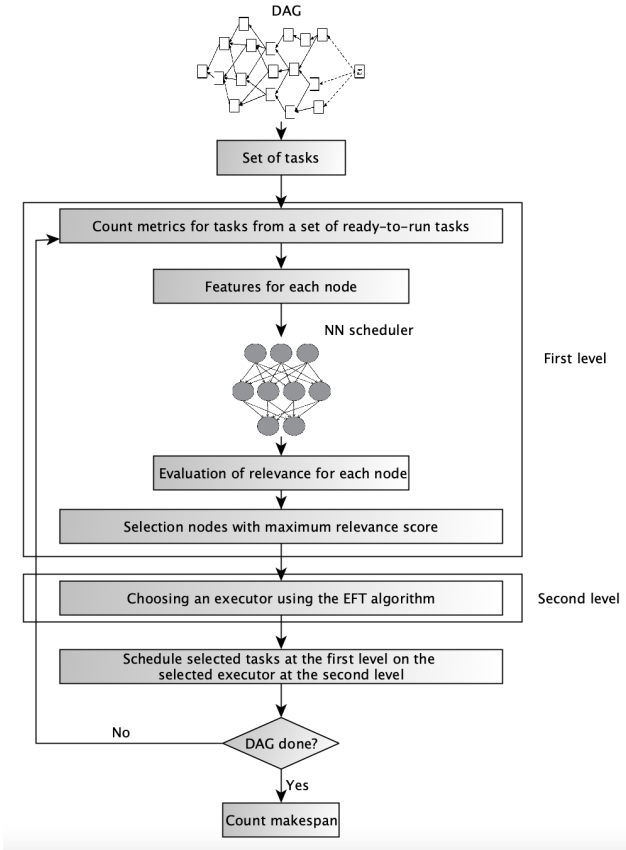 DAG
Set of tasks
Count metrics for tasks from a set of ready-to-run tasks
Features for each node
NN scheduler
First level
Evaluation of relevance for each node
Selection nodes with maximum relevance score
Choosing an executor using the EFT algorithm
Second level
Schedule selected tasks at the first level on the
selected executor at the second level
No
DAG done?
Yes
Count makespan